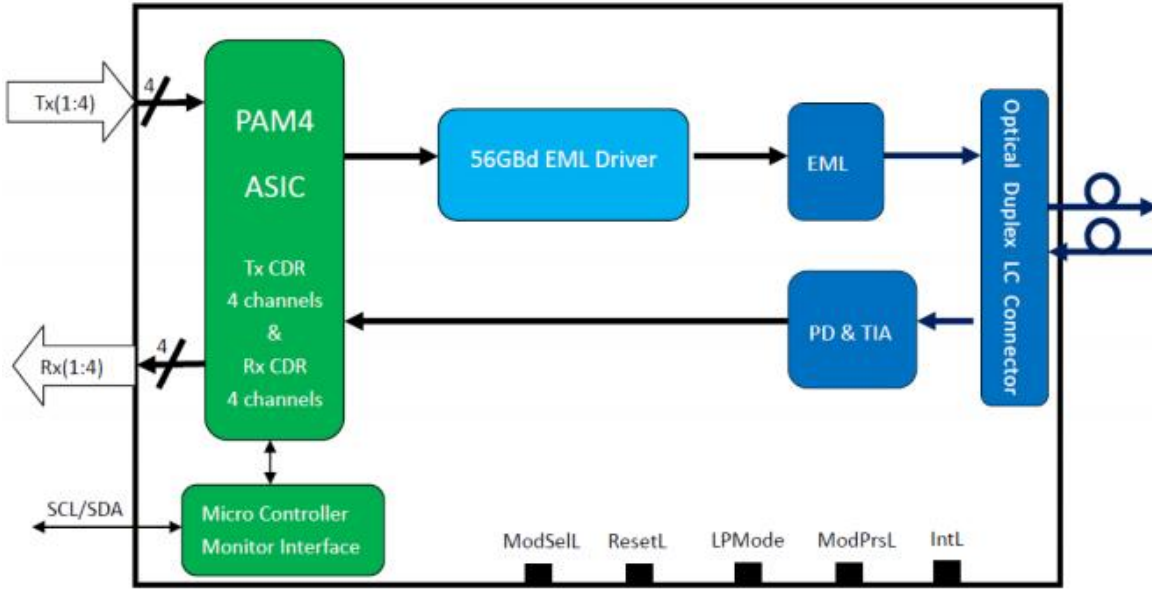 Tx(1:4)
4
PAM4
ASIC
Tx CDR
4 channels
&
Rx CDR
4 channels
56GBd EML Driver
EML
Optical Duplex LC Connector
PD & TIA
4
Rx(1:4)
SCL/SDA
Micro Controller
Monitor Interface
ModSelL
ResetL
LPMode
ModPrsL
IntL